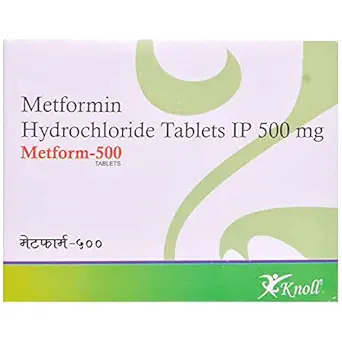 Metformin
Hydrochloride Tablets IP 500 mg
Metform-500
TABLETS
मेटफार्म-५००
Knoll